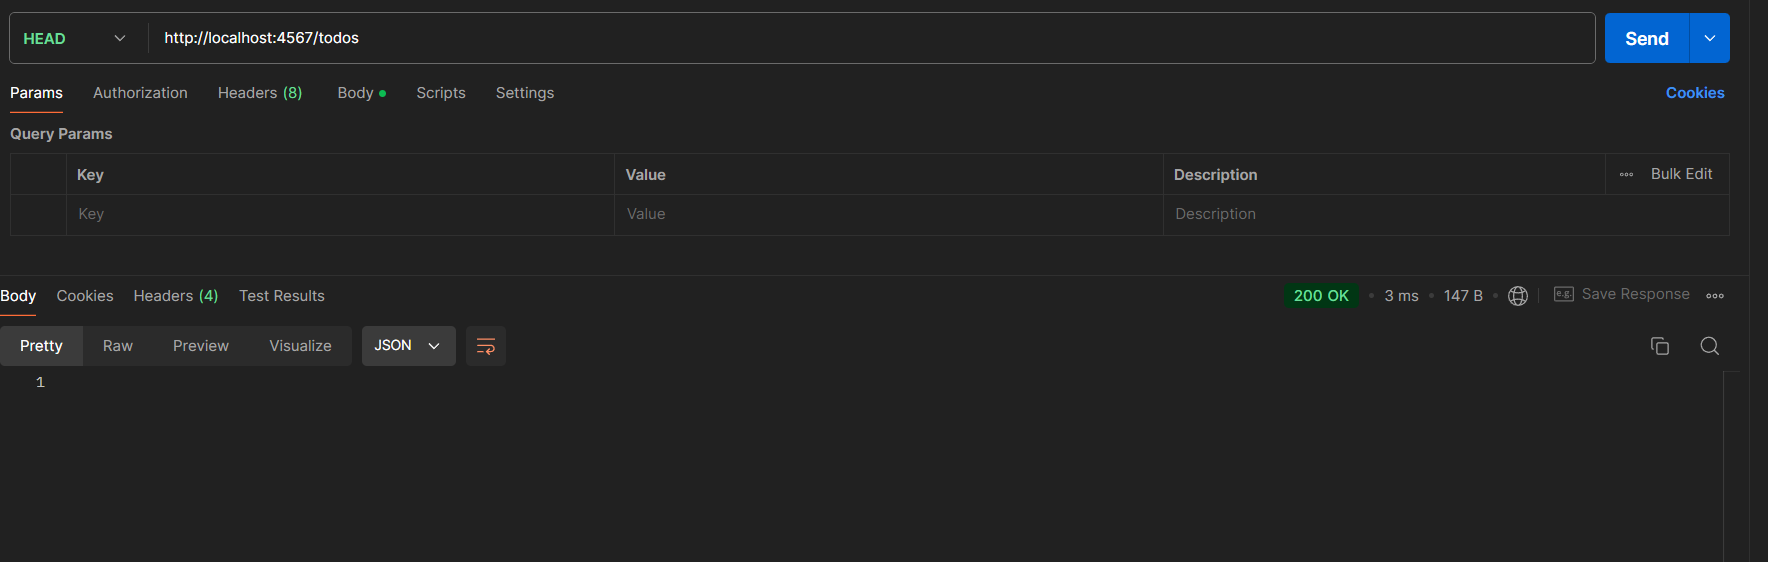 HEAD http://localhost:4567/todos Send
Params Authorization Headers (8) Body Scripts Settings Cookies
Query Params
Key Value Description Bulk Edit
Key Value Description
Body Cookies Headers (4) Test Results 200 OK 3 ms 147 B e.g. Save Response
Pretty Raw Preview Visualize JSON
1